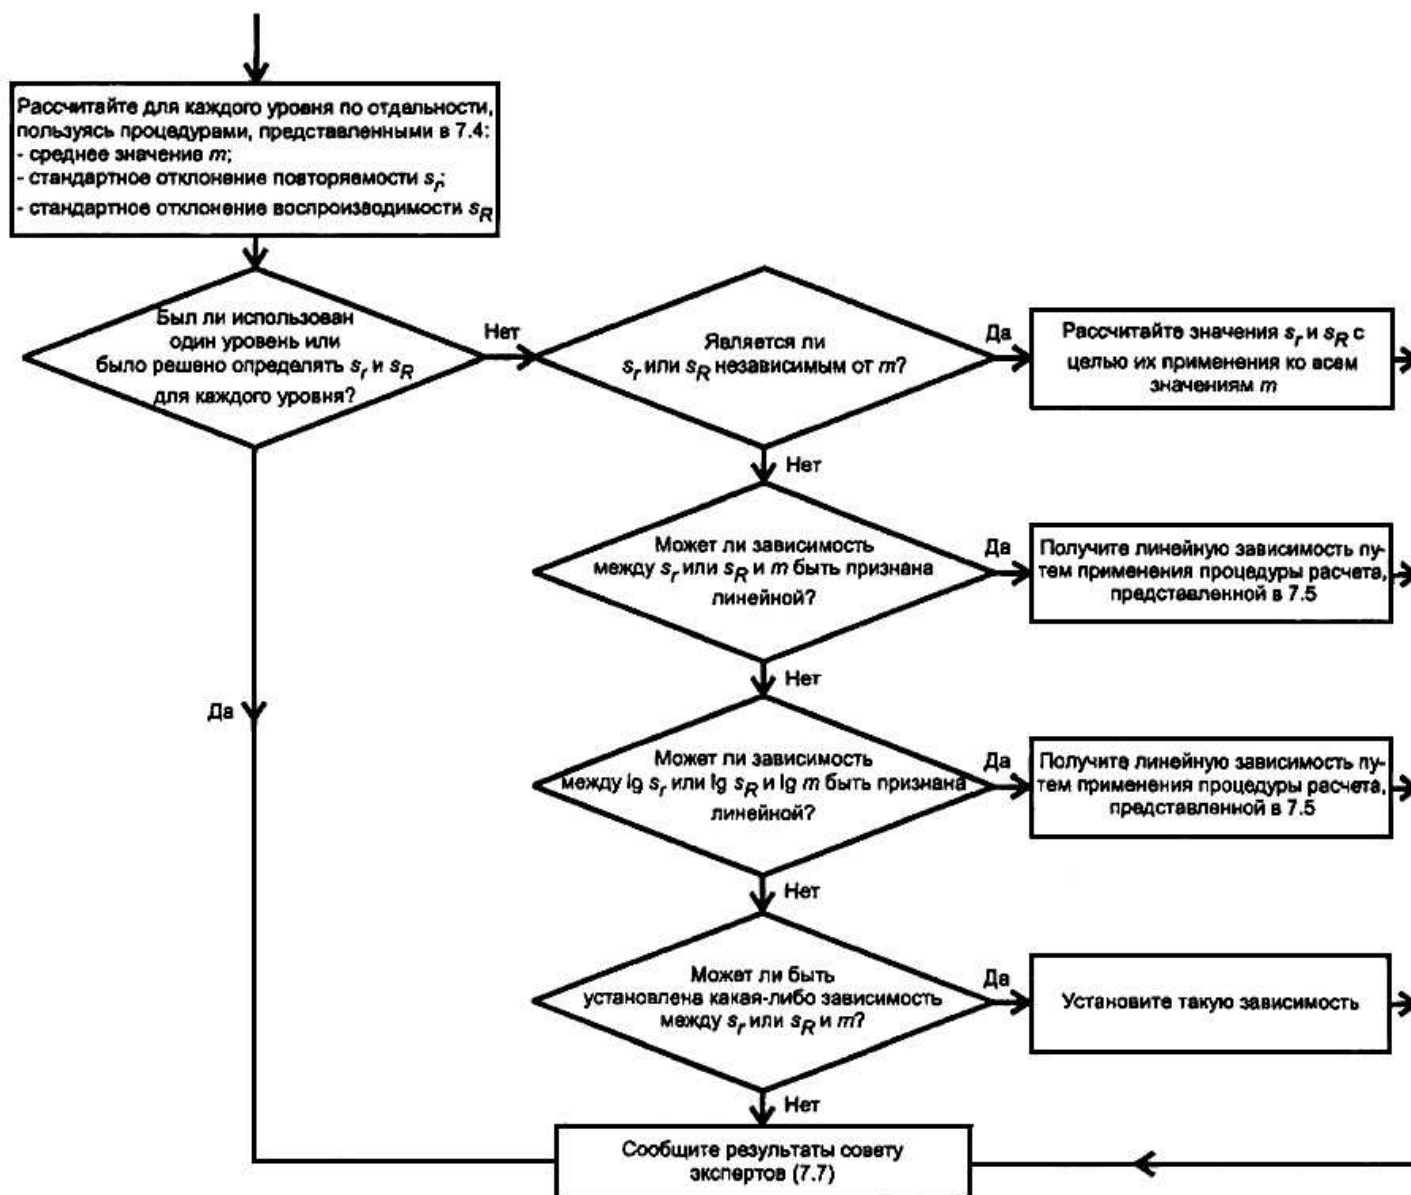 Рассчитайте для каждого уровня по отдельности,
пользуясь процедурами, представленными в 7.4:
- среднее значение m;
- стандартное отклонение повторяемости s_r;
- стандартное отклонение воспроизводимости s_R
Был ли использован
один уровень или
было решено определять s_r и s_R
для каждого уровня?
Нет
Является ли
s_r или s_R независимым от m?
Да
Рассчитайте значения s_r и s_R с
целью их применения ко всем
значениям m
Нет
Может ли зависимость
между s_r или s_R и m быть признана
линейной?
Да
Получите линейную зависимость пу-
тем применения процедуры расчета,
представленной в 7.5
Нет
Да
Может ли зависимость
между lg s_r или lg s_R и lg m быть признана
линейной?
Да
Получите линейную зависимость пу-
тем применения процедуры расчета,
представленной в 7.5
Нет
Может ли быть
установлена какая-либо зависимость
между s_r или s_R и m?
Да
Установите такую зависимость
Нет
Сообщите результаты совету
экспертов (7.7)